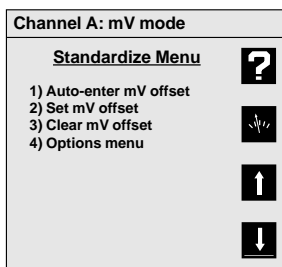 Channel A: mV mode
Standardize Menu
1) Auto-enter mV offset
2) Set mV offset
3) Clear mV offset
4) Options menu
?